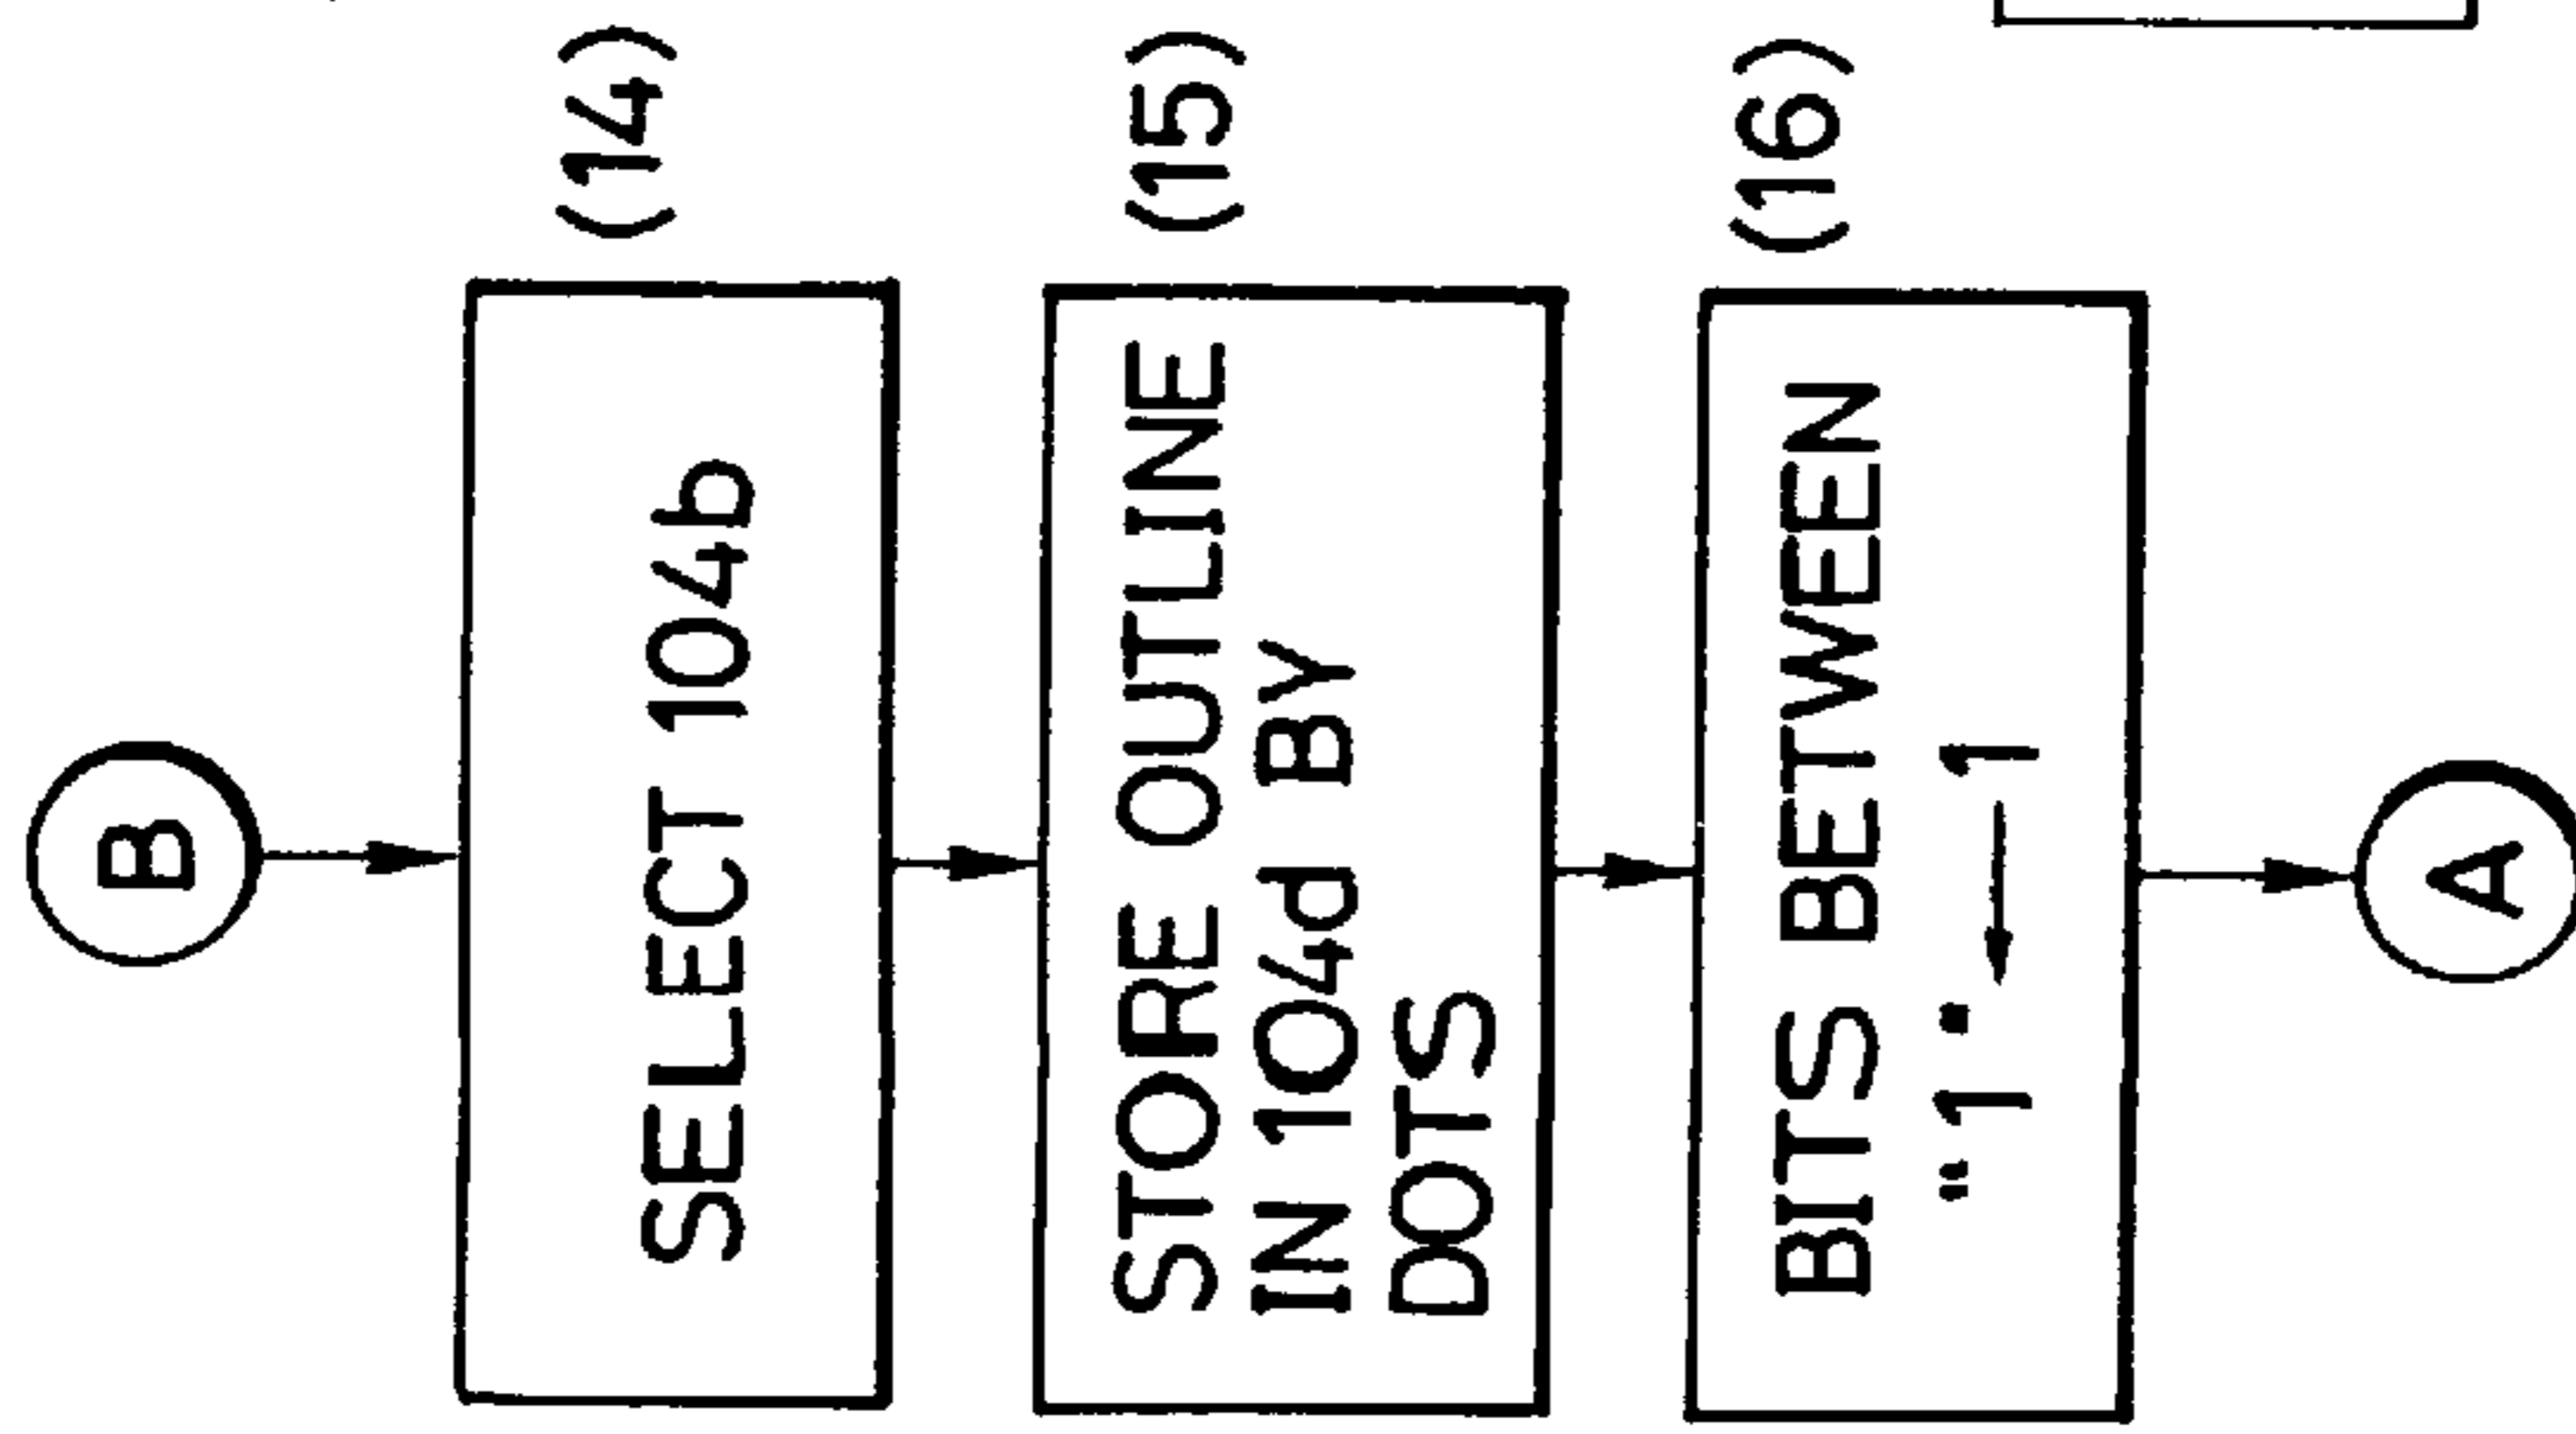 B
SELECT 104b
(14)
STORE OUTLINE
IN 104d BY
DOTS
(15)
BITS BETWEEN
"1" ← 1
(16)
A